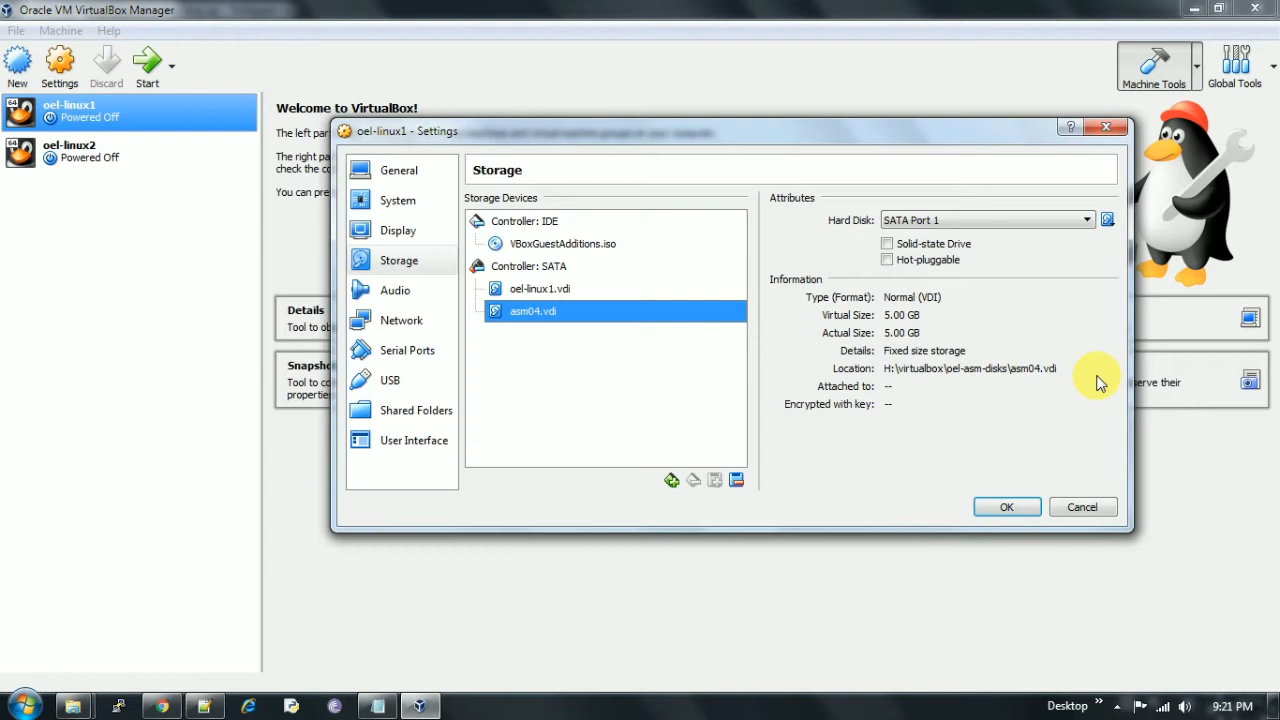 Oracle VM VirtualBox Manager
File Machine Help
New Settings Discard Start
Machine Tools Global Tools
64 oel-linux1
Powered Off
64 oel-linux2
Powered Off
Welcome to VirtualBox!
The left par
The right pa
check the co
You can pre
oel-linux1 - Settings
General
System
Display
Storage
Audio
Network
Serial Ports
USB
Shared Folders
User Interface
Storage
Storage Devices
Controller: IDE
VBoxGuestAdditions.iso
Controller: SATA
oel-linux1.vdi
asm04.vdi
Attributes
Hard Disk: SATA Port 1
Solid-state Drive
Hot-pluggable
Information
Type (Format): Normal (VDI)
Virtual Size: 5.00 GB
Actual Size: 5.00 GB
Details: Fixed size storage
Location: H:\virtualbox\oel-asm-disks\asm04.vdi
Attached to: --
Encrypted with key: --
OK Cancel
Details
Tool to ob
Snapsh
Tool to co
propertie
serve their
Desktop » 9:21 PM